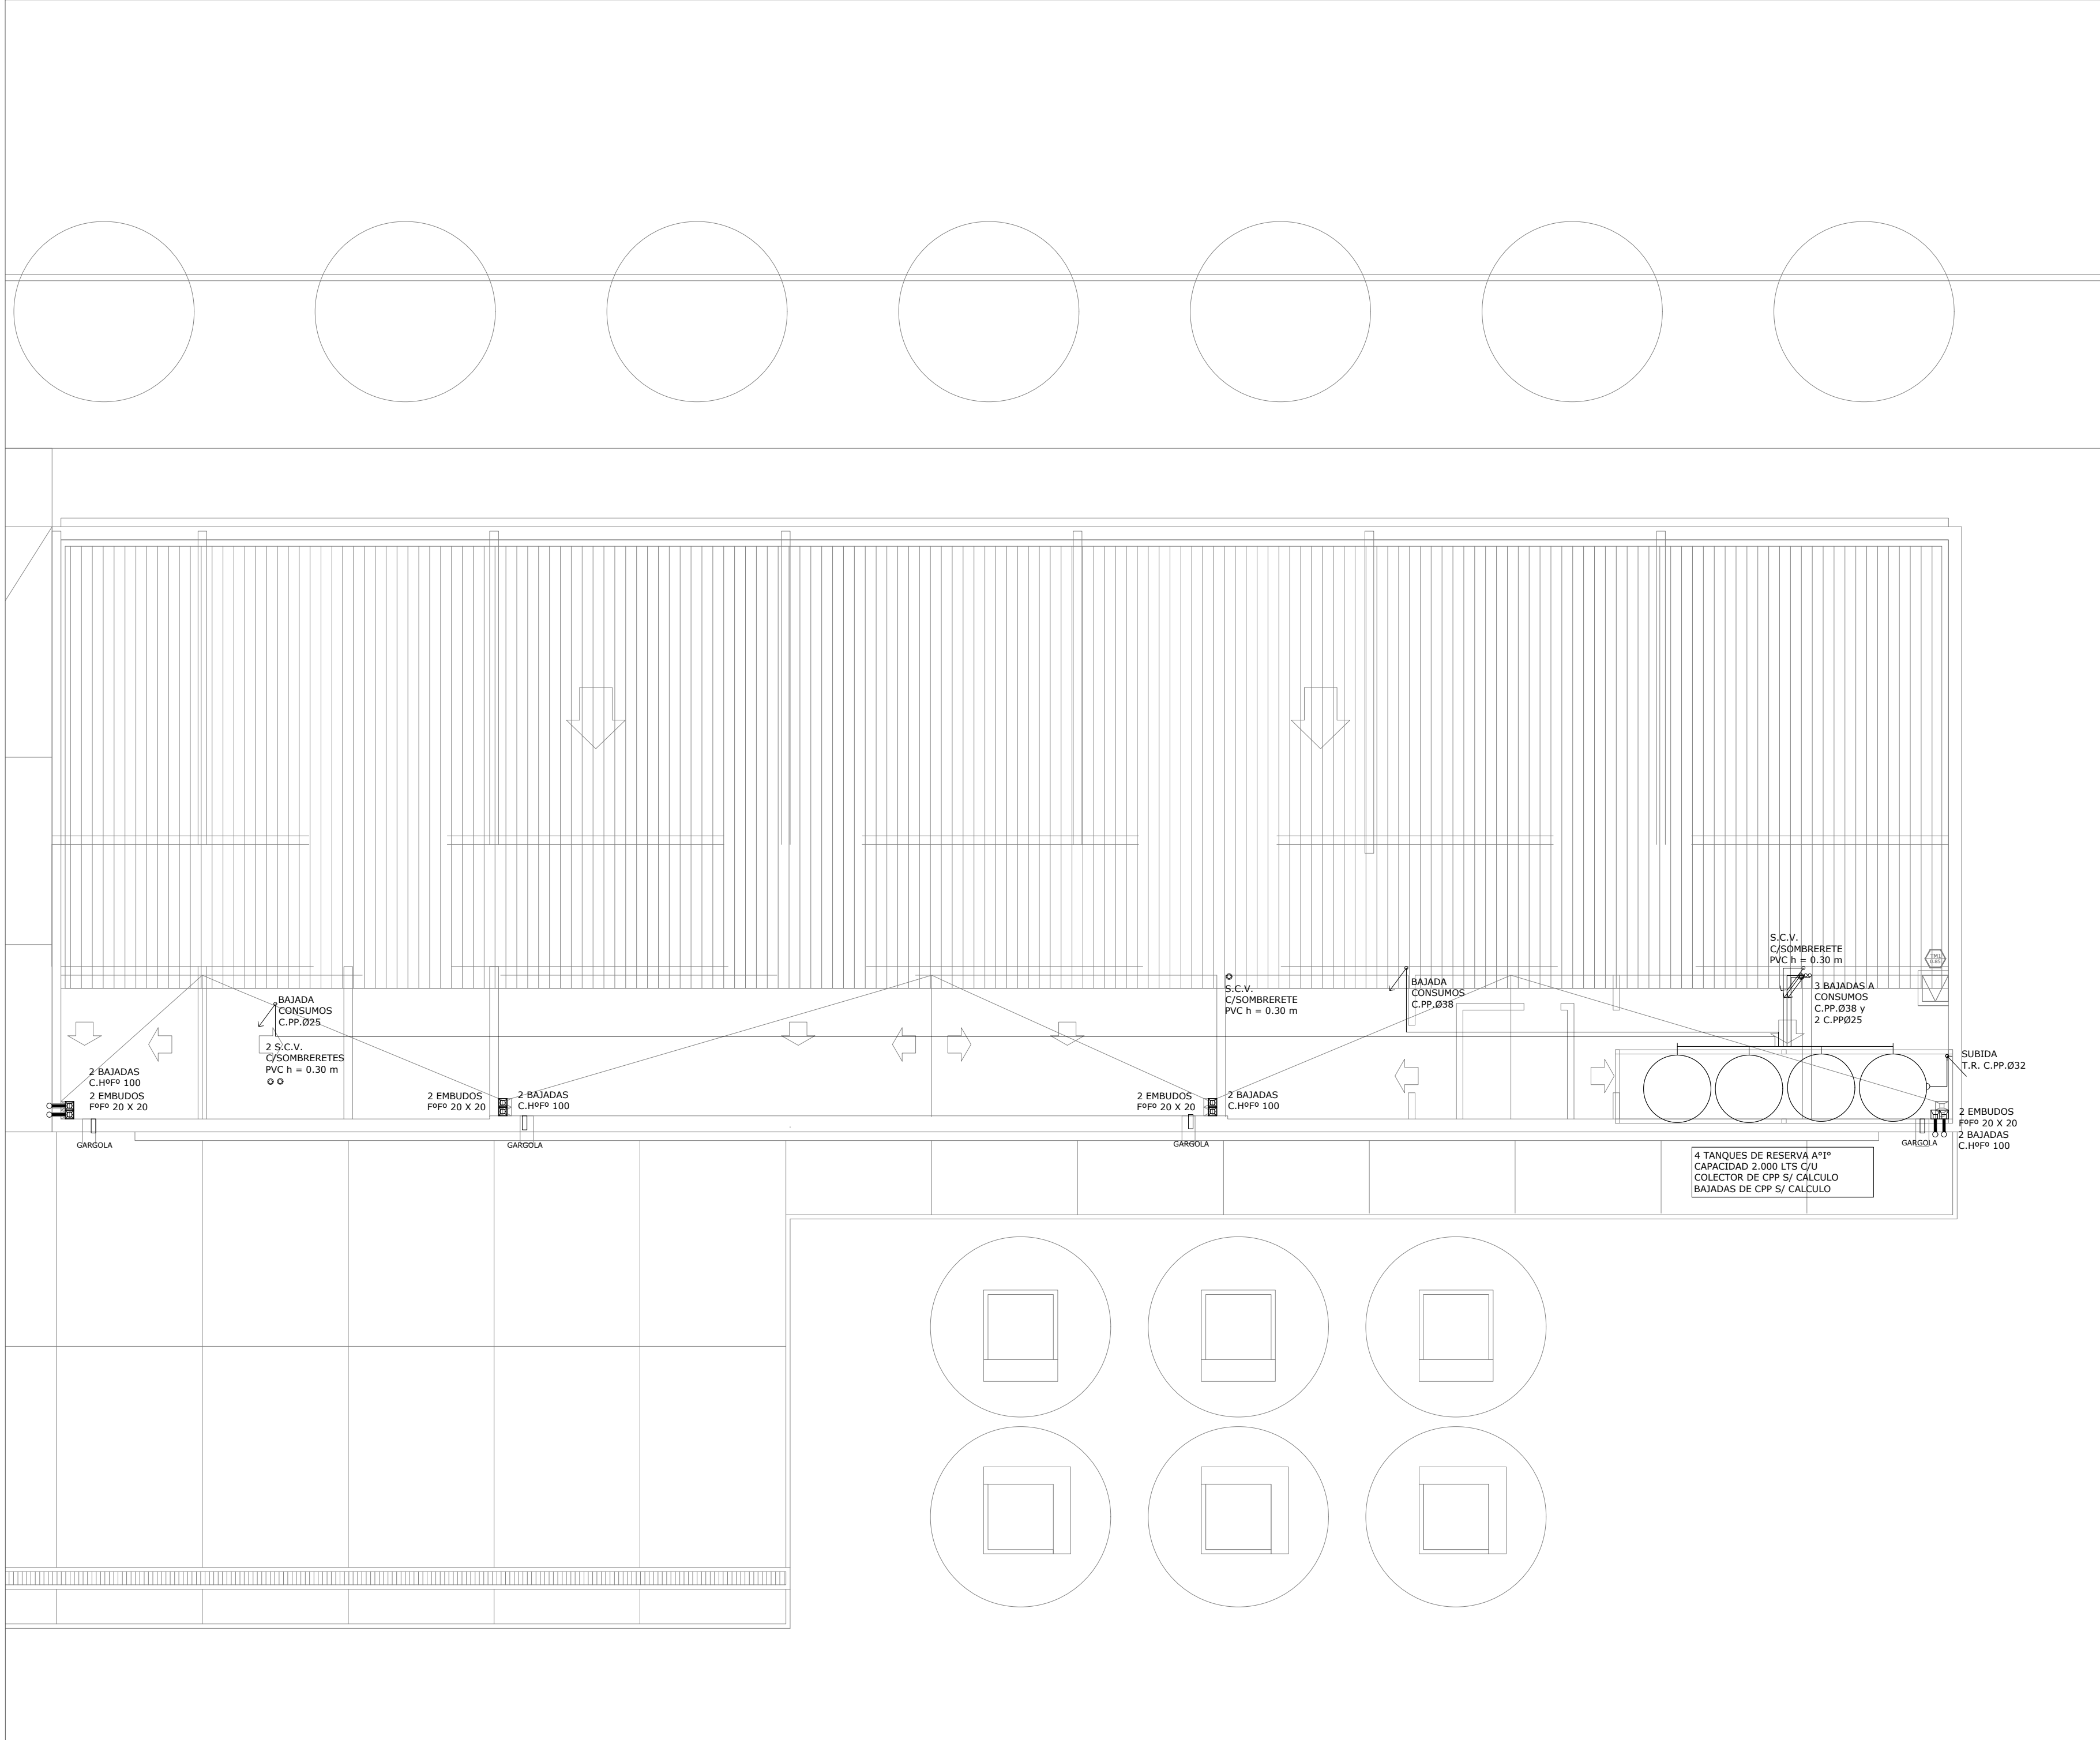 S.C.V.
C/SOMBRERETE
PVC h = 0.30 m
TM1
0.85
BAJADA
CONSUMOS
C.PP.Ø38
S.C.V.
C/SOMBRERETE
PVC h = 0.30 m
3 BAJADAS A
CONSUMOS
C.PP.Ø38 y
2 C.PPØ25
BAJADA
CONSUMOS
C.PP.Ø25
2 S.C.V.
C/SOMBRERETES
PVC h = 0.30 m
SUBIDA
T.R. C.PP.Ø32
2 BAJADAS
C.HºFº 100
2 EMBUDOS
FºFº 20 X 20
2 EMBUDOS
FºFº 20 X 20
2 BAJADAS
C.HºFº 100
2 EMBUDOS
FºFº 20 X 20
2 BAJADAS
C.HºFº 100
2 EMBUDOS
FºFº 20 X 20
2 BAJADAS
C.HºFº 100
GARGOLA
GARGOLA
GARGOLA
GARGOLA
4 TANQUES DE RESERVA A°I°
CAPACIDAD 2.000 LTS C/U
COLECTOR DE CPP S/ CALCULO
BAJADAS DE CPP S/ CALCULO